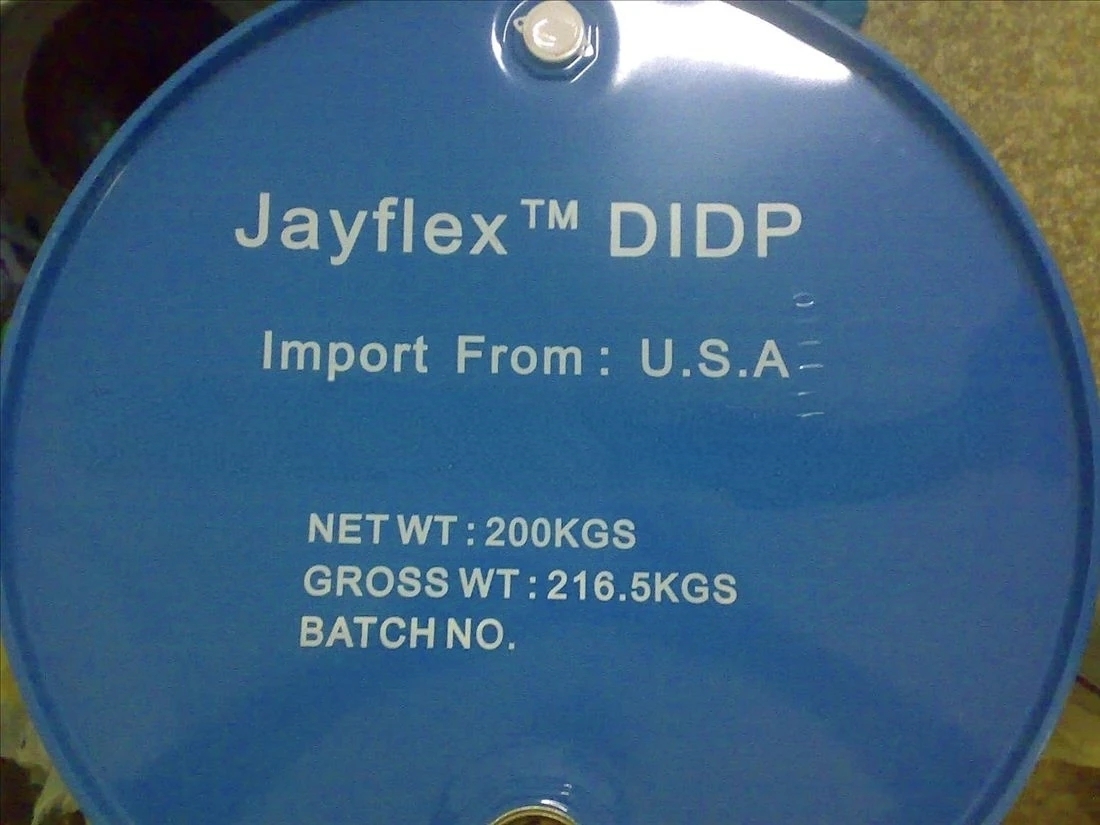 Jayflex™ DIDP
Import From : U.S.A
NET WT : 200KGS
GROSS WT : 216.5KGS
BATCH NO.